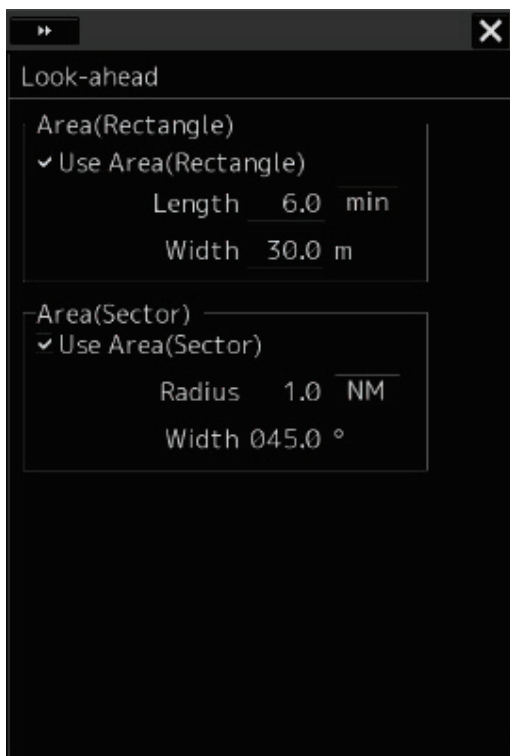 Look-ahead
Area(Rectangle)
Use Area(Rectangle)
Length 6.0 min
Width 30.0 m
Area(Sector)
Use Area(Sector)
Radius 1.0 NM
Width 045.0 °